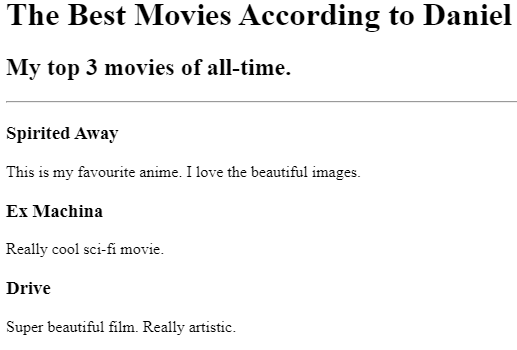 The Best Movies According to Daniel
My top 3 movies of all-time.
Spirited Away
This is my favourite anime. I love the beautiful images.
Ex Machina
Really cool sci-fi movie.
Drive
Super beautiful film. Really artistic.